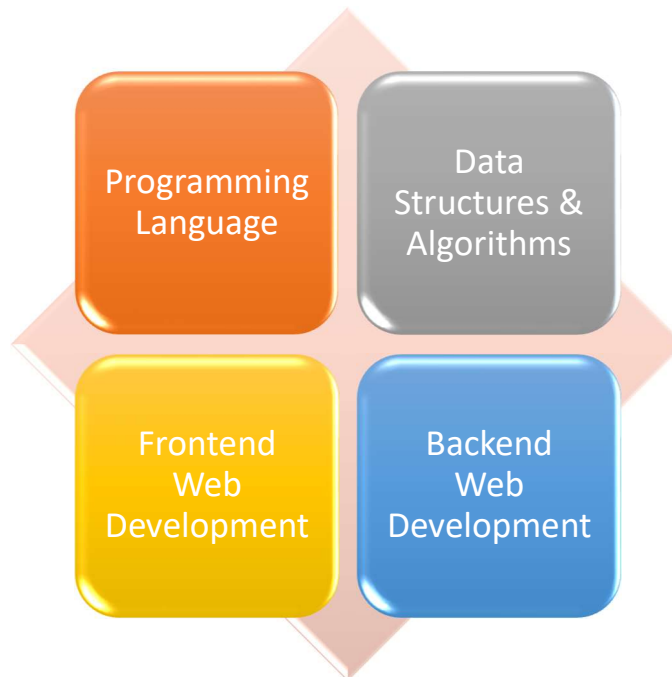 Programming
Language
Data
Structures &
Algorithms
Frontend
Web
Development
Backend
Web
Development